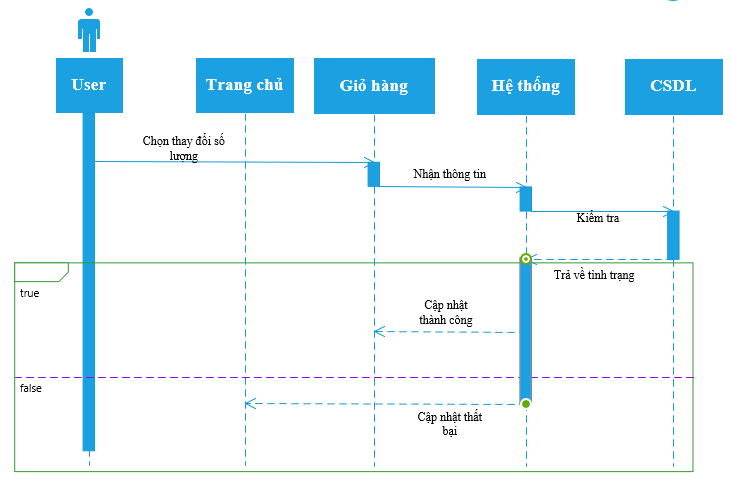 User
Trang chủ
Giỏ hàng
Hệ thống
CSDL
Chọn thay đổi số
lượng
Nhận thông tin
Kiểm tra
Trả về tình trạng
true
Cập nhật
thành công
false
Cập nhật thất
bại